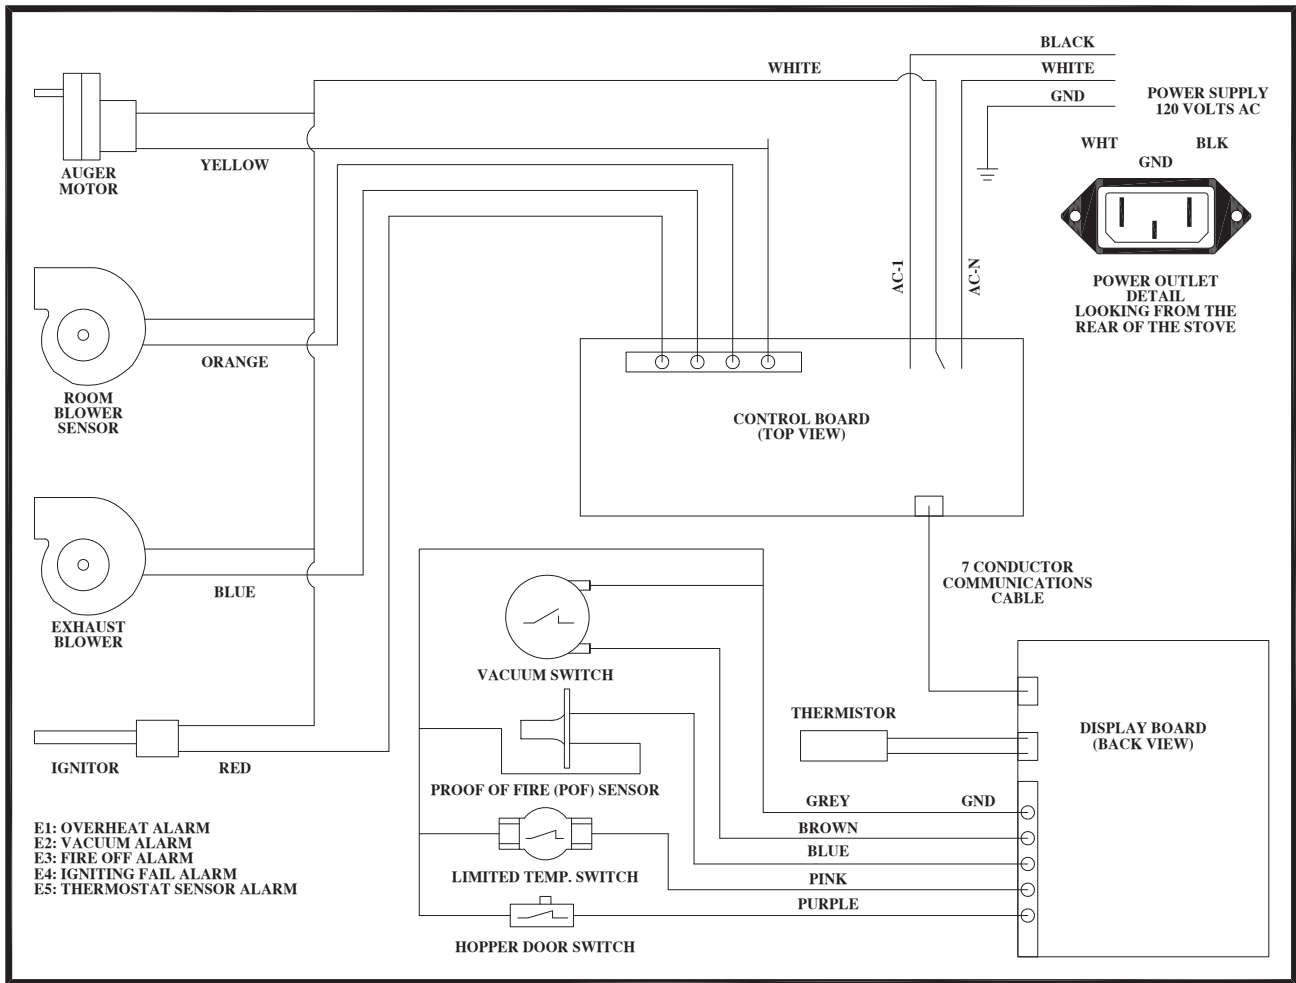 BLACK
WHITE
WHITE
GND
POWER SUPPLY
120 VOLTS AC
WHT
BLK
GND
YELLOW
AUGER
MOTOR
AC-1
AC-N
POWER OUTLET
DETAIL
LOOKING FROM THE
REAR OF THE STOVE
ORANGE
ROOM
BLOWER
SENSOR
CONTROL BOARD
(TOP VIEW)
BLUE
EXHAUST
BLOWER
7 CONDUCTOR
COMMUNICATIONS
CABLE
VACUUM SWITCH
THERMISTOR
DISPLAY BOARD
(BACK VIEW)
IGNITOR
RED
PROOF OF FIRE (POF) SENSOR
GREY
GND
BROWN
BLUE
PINK
PURPLE
LIMITED TEMP. SWITCH
HOPPER DOOR SWITCH
E1: OVERHEAT ALARM
E2: VACUUM ALARM
E3: FIRE OFF ALARM
E4: IGNITING FAIL ALARM
E5: THERMOSTAT SENSOR ALARM